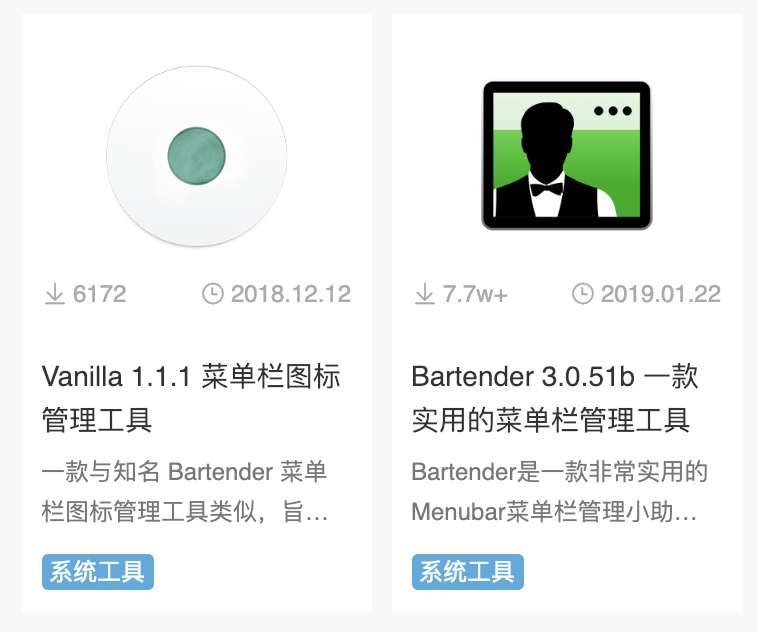 6172
2018.12.12
Vanilla 1.1.1 菜单栏图标
管理工具
一款与知名 Bartender 菜单
栏图标管理工具类似，旨…
系统工具
7.7w+
2019.01.22
Bartender 3.0.51b 一款
实用的菜单栏管理工具
Bartender是一款非常实用的
Menubar菜单栏管理小助…
系统工具